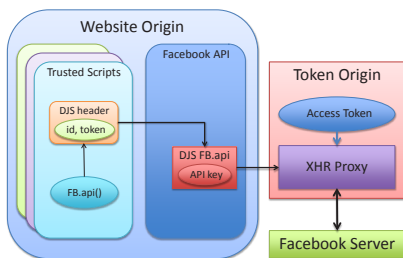 Website Origin
Trusted Scripts
DJS header
id, token
FB.api()
Facebook API
DJS FB.api
API key
Token Origin
Access Token
XHR Proxy
Facebook Server